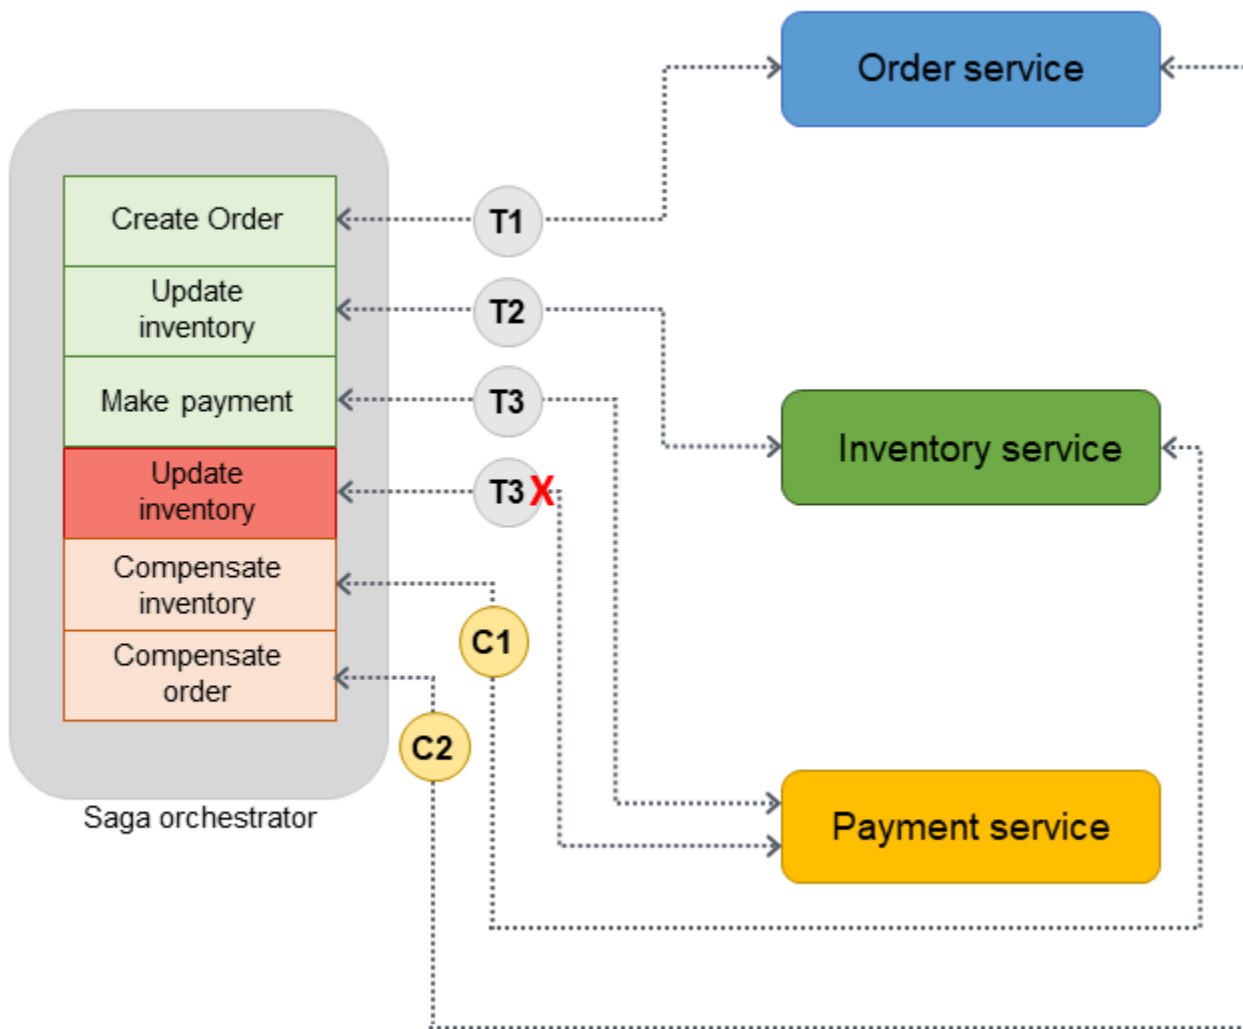 Order service
Create Order
T1
Update
inventory
T2
Make payment
T3
Inventory service
Update
inventory
T3
X
Compensate
inventory
C1
Compensate
order
C2
Saga orchestrator
Payment service